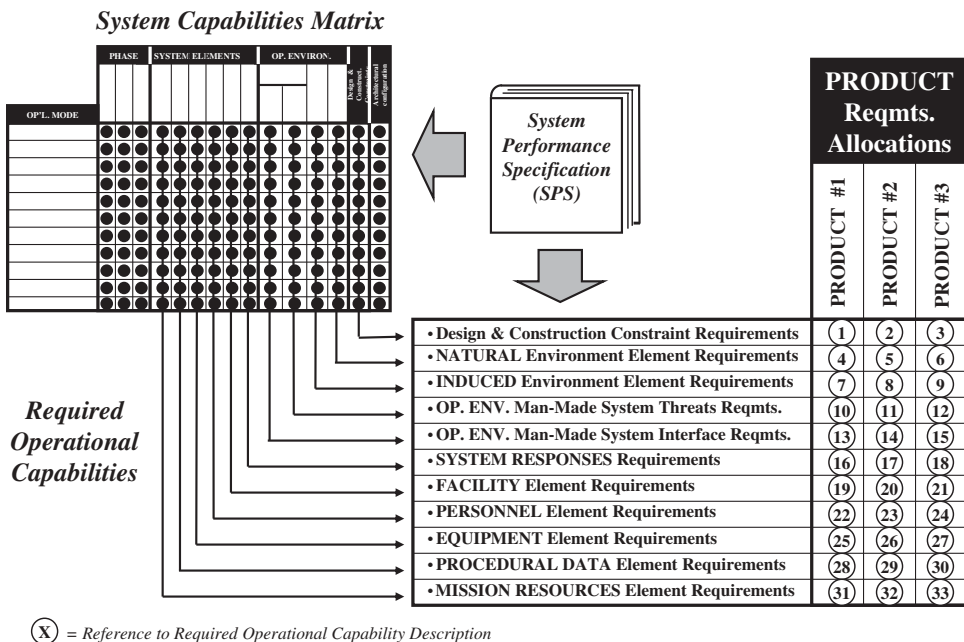 System Capabilities Matrix
PHASE
SYSTEM ELEMENTS
OP. ENVIRON.
Design &
Construct.
Architectural
configuration
OP'L. MODE
System
Performance
Specification
(SPS)
PRODUCT
Reqmts.
Allocations
PRODUCT #1
PRODUCT #2
PRODUCT #3
• Design & Construction Constraint Requirements 1 2 3
• NATURAL Environment Element Requirements 4 5 6
• INDUCED Environment Element Requirements 7 8 9
• OP. ENV. Man-Made System Threats Reqmts. 10 11 12
• OP. ENV. Man-Made System Interface Reqmts. 13 14 15
• SYSTEM RESPONSES Requirements 16 17 18
• FACILITY Element Requirements 19 20 21
• PERSONNEL Element Requirements 22 23 24
• EQUIPMENT Element Requirements 25 26 27
• PROCEDURAL DATA Element Requirements 28 29 30
• MISSION RESOURCES Element Requirements 31 32 33
Required
Operational
Capabilities
X = Reference to Required Operational Capability Description